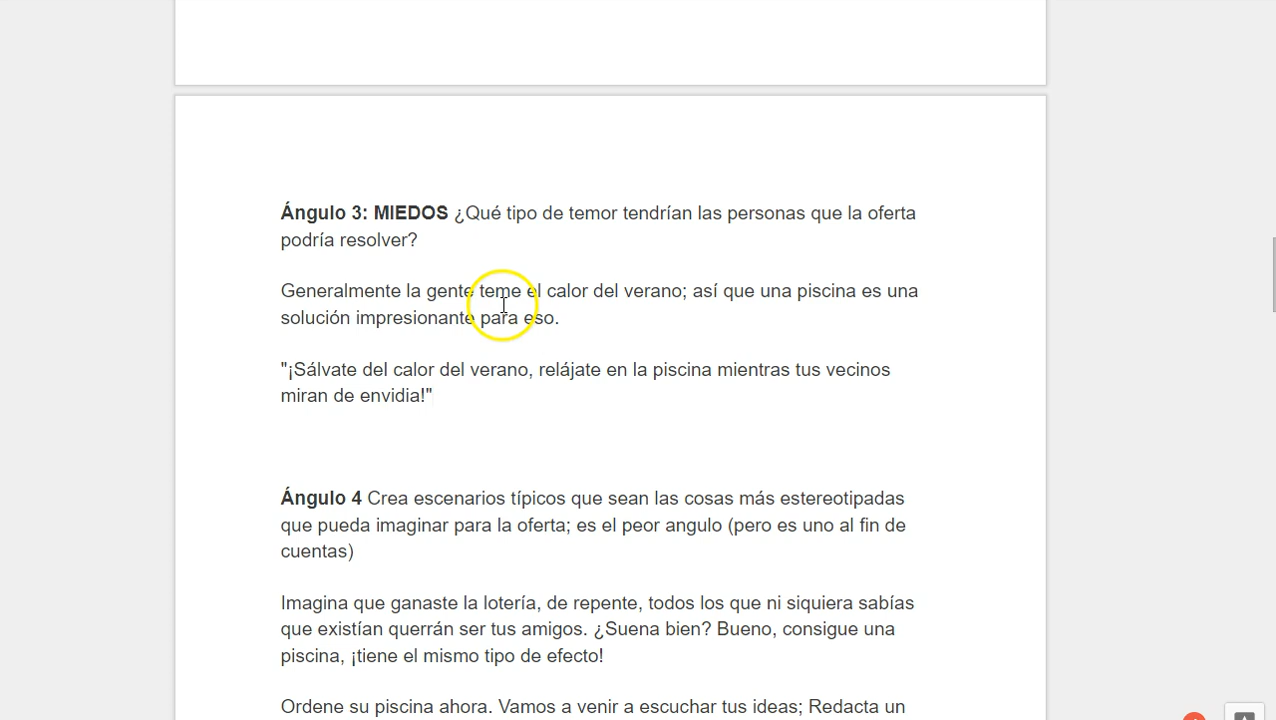 Ángulo 3: MIEDOS ¿Qué tipo de temor tendrían las personas que la oferta
podría resolver?
Generalmente la gente teme el calor del verano; así que una piscina es una
solución impresionante para eso.
"¡Sálvate del calor del verano, relájate en la piscina mientras tus vecinos
miran de envidia!"
Ángulo 4 Crea escenarios típicos que sean las cosas más estereotipadas
que pueda imaginar para la oferta; es el peor angulo (pero es uno al fin de
cuentas)
Imagina que ganaste la lotería, de repente, todos los que ni siquiera sabías
que existían querrán ser tus amigos. ¿Suena bien? Bueno, consigue una
piscina, ¡tiene el mismo tipo de efecto!
Ordene su piscina ahora. Vamos a venir a escuchar tus ideas; Redacta un